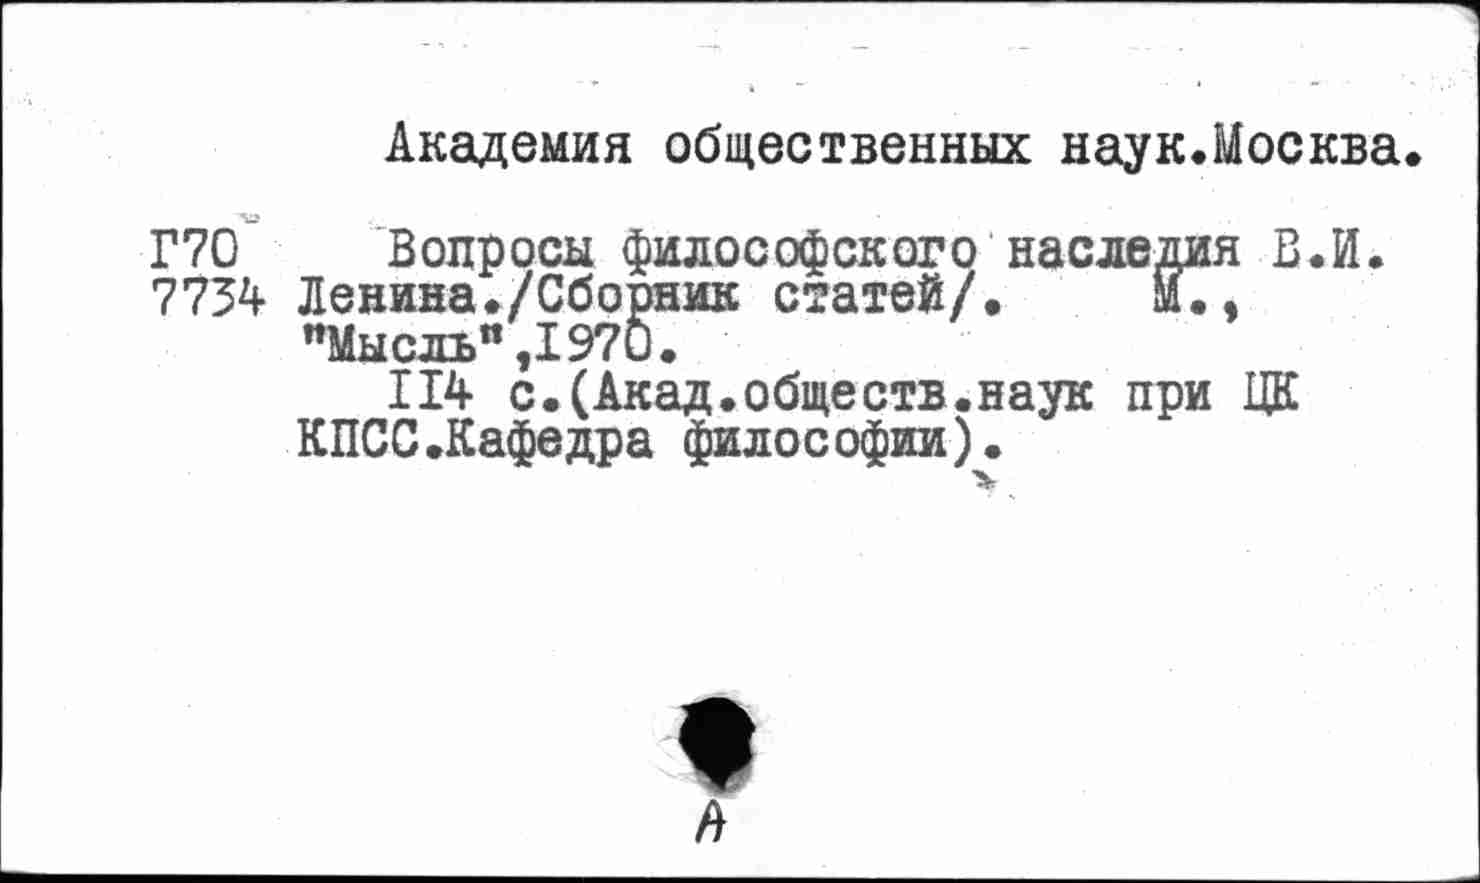 Академия общественных наук.Москва.
Г70 Вопросы философского наследия В.И.
7734 Ленина./Сборник статей/. М.,
"Мысль",1970.
II4 с.(Акад.обществ.наук при ЦК
КПСС.Кафедра философии).
А